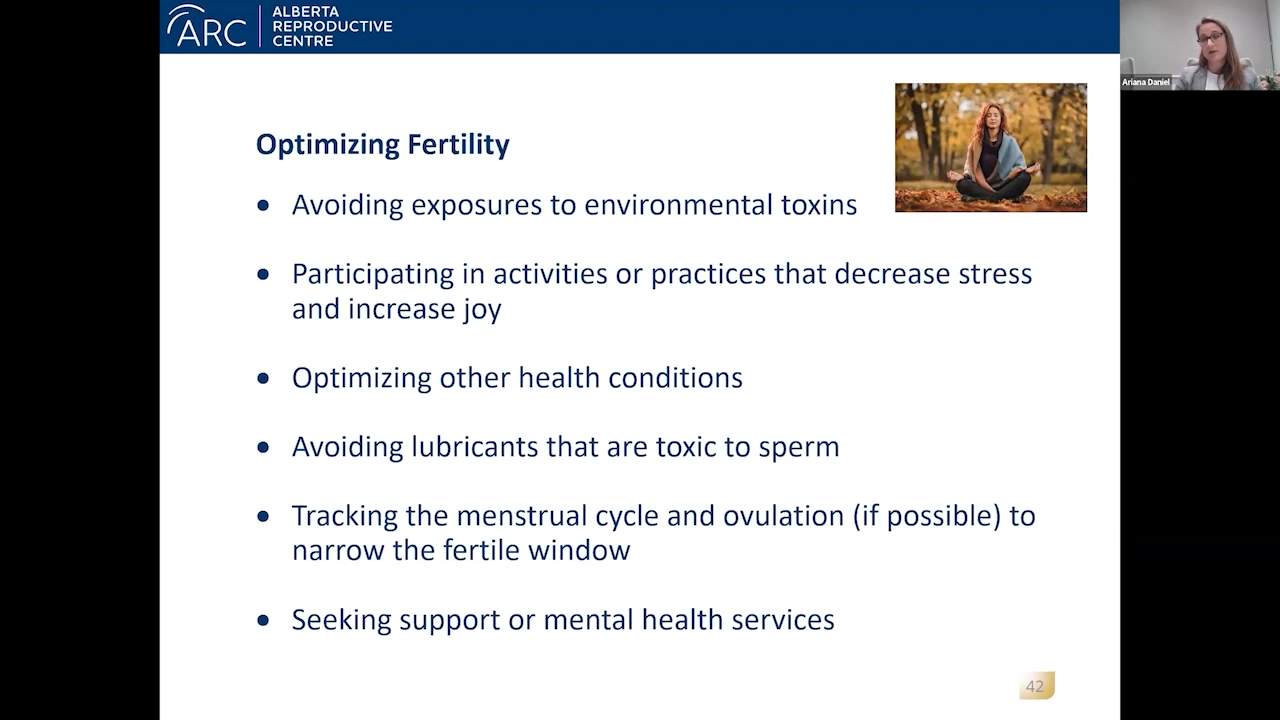 ARC
ALBERTA
REPRODUCTIVE
CENTRE
Ariana Daniel
Optimizing Fertility
• Avoiding exposures to environmental toxins
• Participating in activities or practices that decrease stress
and increase joy
• Optimizing other health conditions
• Avoiding lubricants that are toxic to sperm
• Tracking the menstrual cycle and ovulation (if possible) to
narrow the fertile window
• Seeking support or mental health services
42